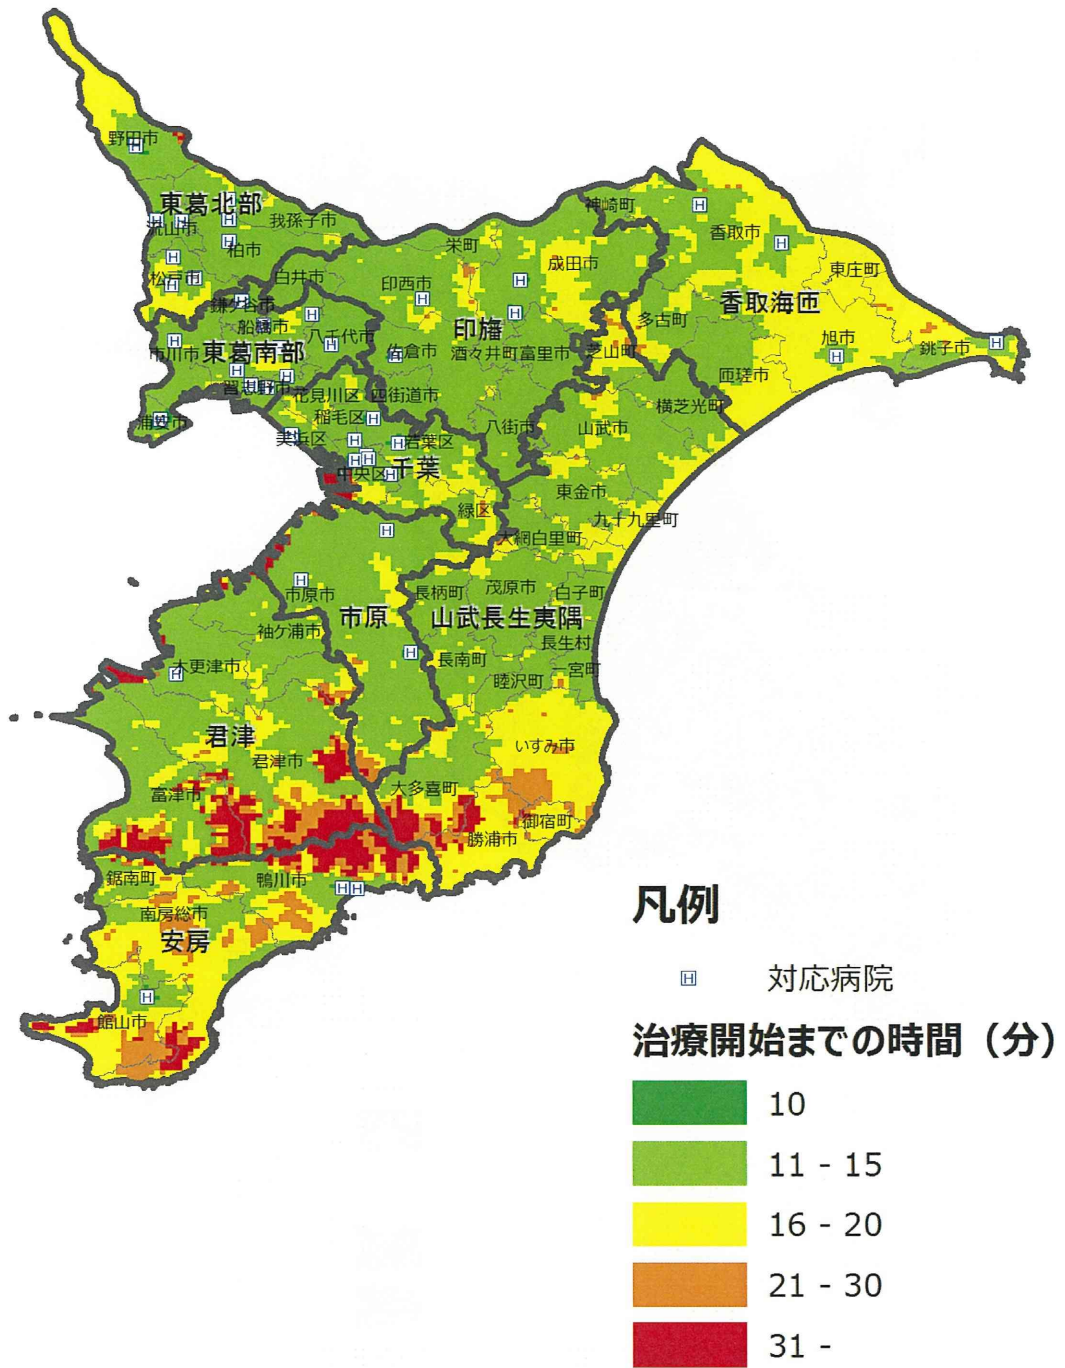 野田市
東葛北部
流山市
我孫子市
柏市
松戸市
白井市
鎌ケ谷市
船橋市
八千代市
市川市
東葛南部
習志野市
浦安市
神崎町
栄町
成田市
印西市
印旛
佐倉市
酒々井町
富里市
芝山町
四街道市
八街市
香取市
東庄町
香取海匝
多古町
旭市
銚子市
匝瑳市
横芝光町
山武市
花見川区
稲毛区
美浜区
若葉区
中央区
千葉
緑区
東金市
九十九里町
大網白里町
長柄町
茂原市
白子町
市原市
市原
山武長生夷隅
袖ケ浦市
長生村
木更津市
長南町
一宮町
睦沢町
君津
いすみ市
君津市
富津市
大多喜町
御宿町
勝浦市
鋸南町
鴨川市
南房総市
安房
館山市
凡例
H 対応病院
治療開始までの時間（分）
10
11 - 15
16 - 20
21 - 30
31 -